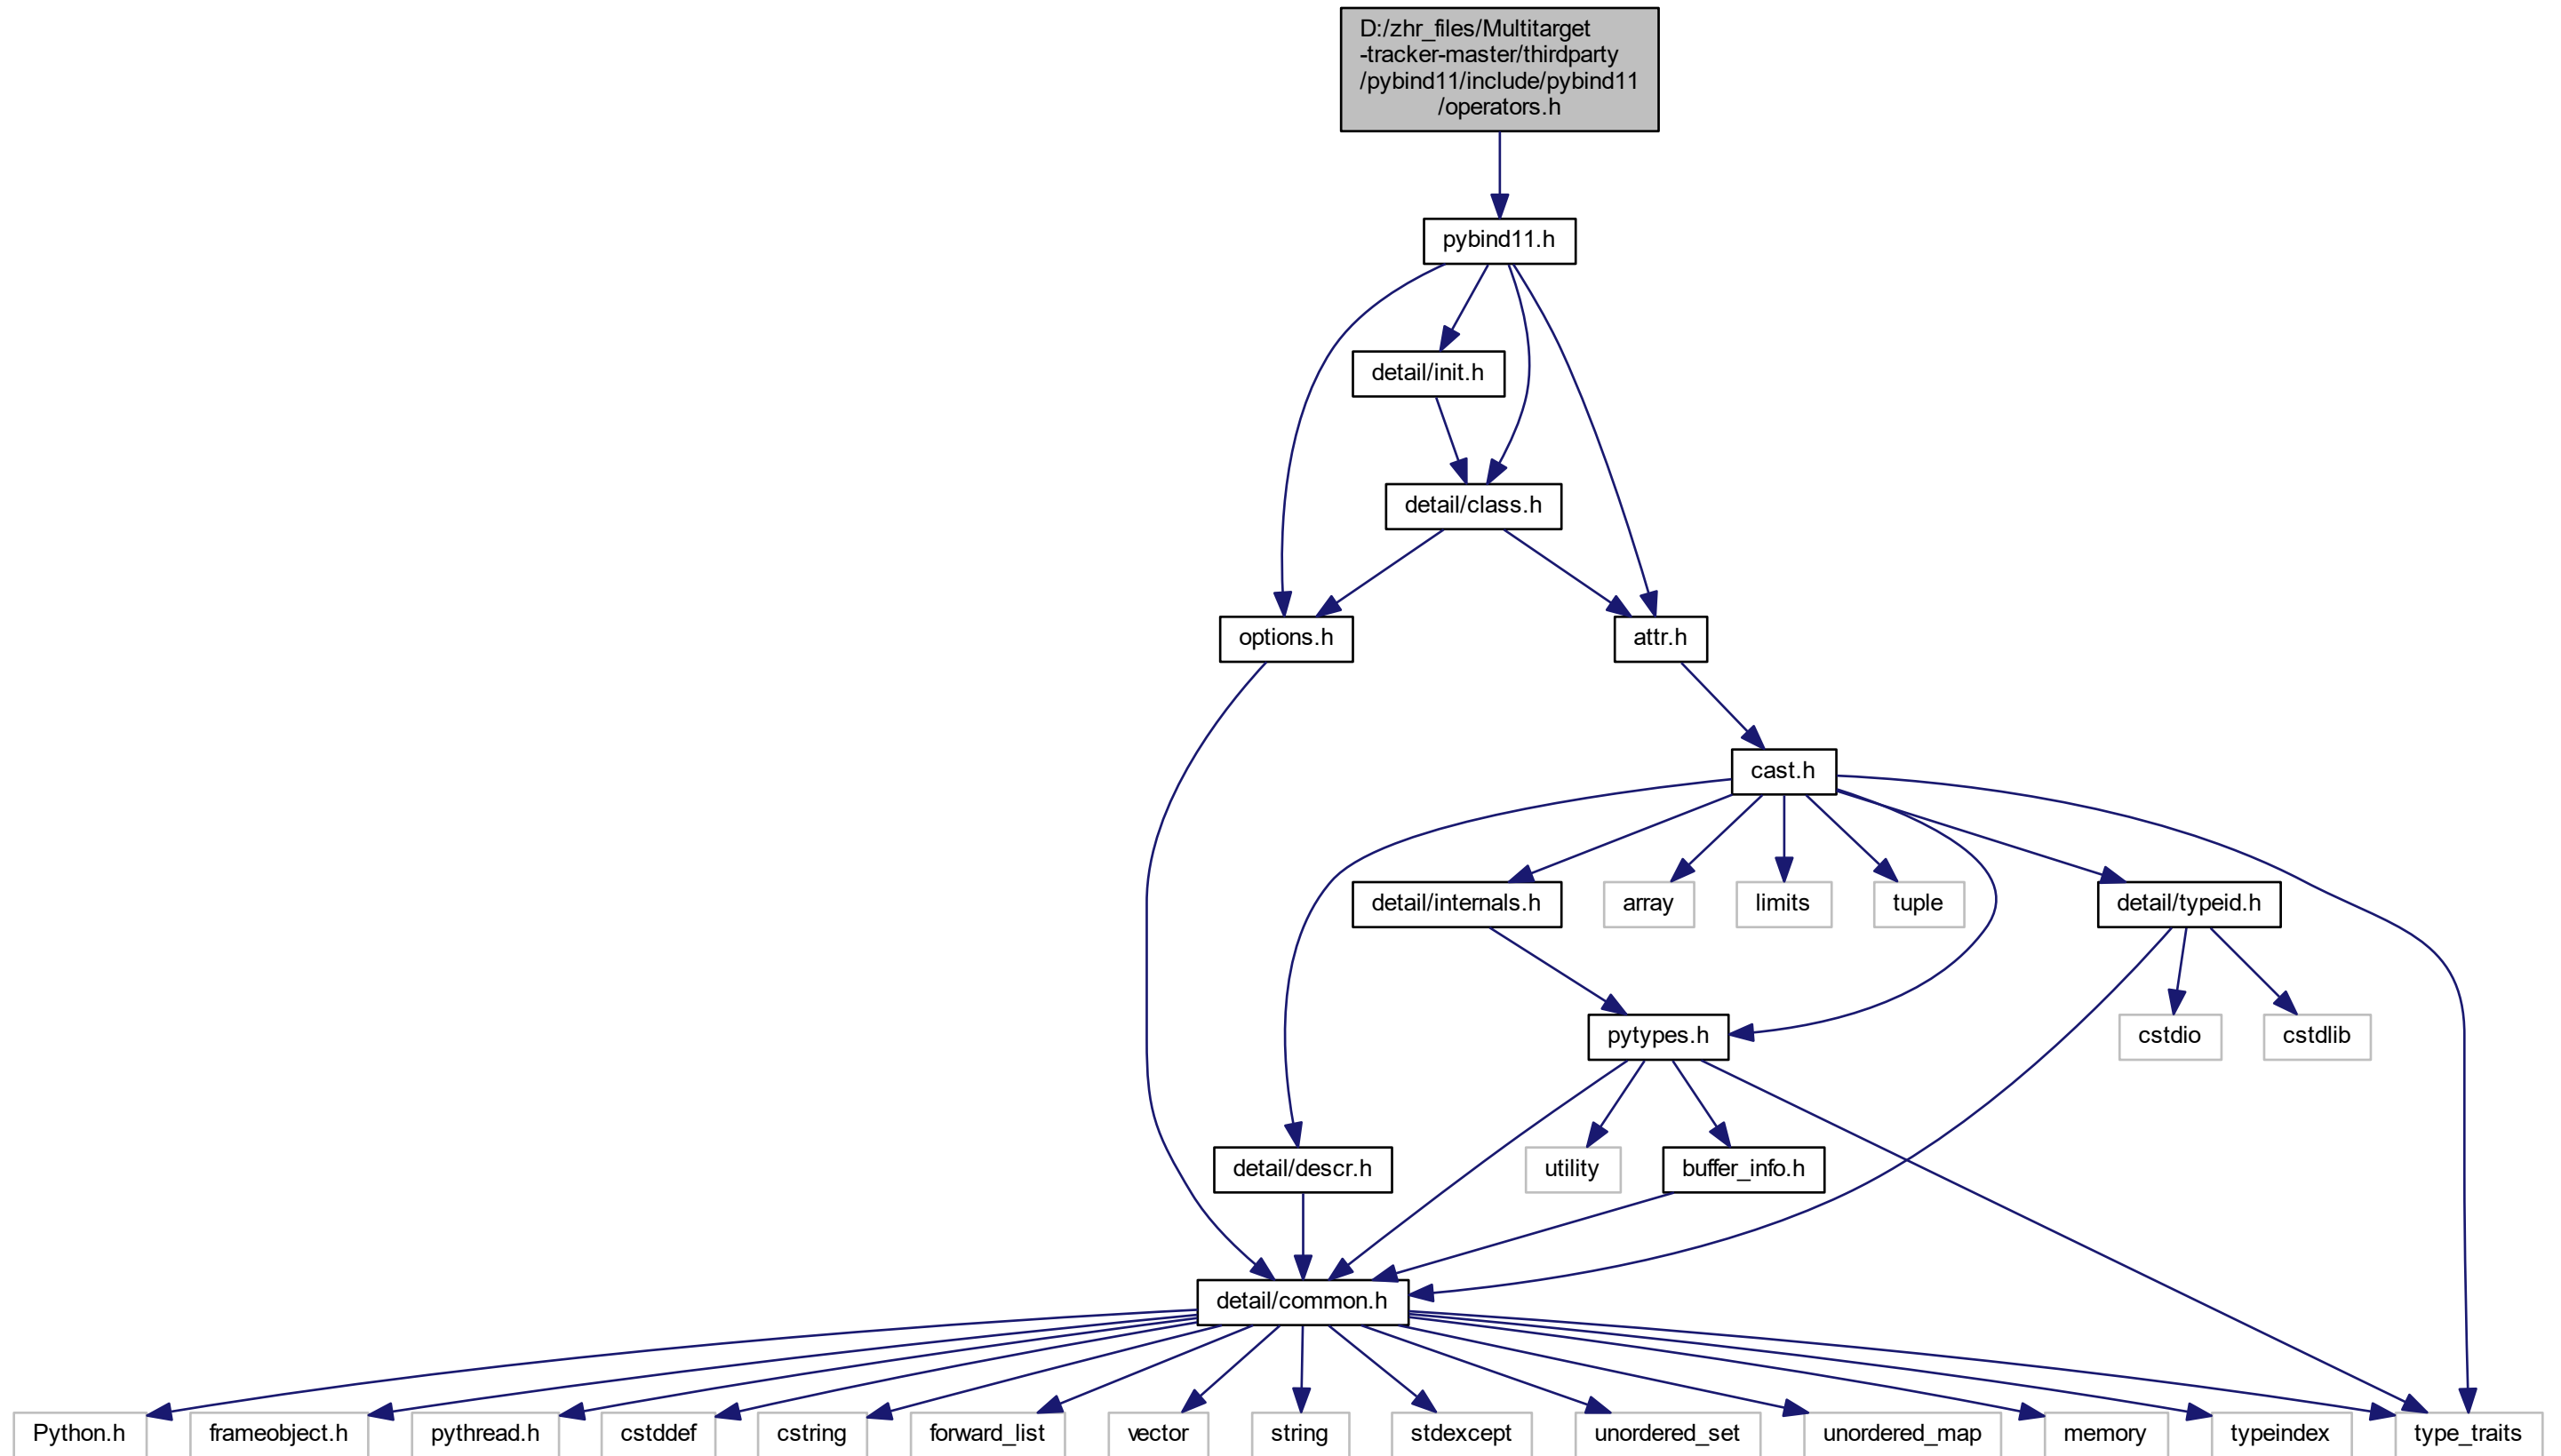 D:/zhr_files/Multitarget
-tracker-master/thirdparty
/pybind11/include/pybind11
/operators.h
pybind11.h
detail/init.h
detail/class.h
options.h
attr.h
cast.h
detail/internals.h
array
limits
tuple
detail/typeid.h
pytypes.h
cstdio
cstdlib
detail/descr.h
utility
buffer_info.h
detail/common.h
Python.h
frameobject.h
pythread.h
cstddef
cstring
forward_list
vector
string
stdexcept
unordered_set
unordered_map
memory
typeindex
type_traits